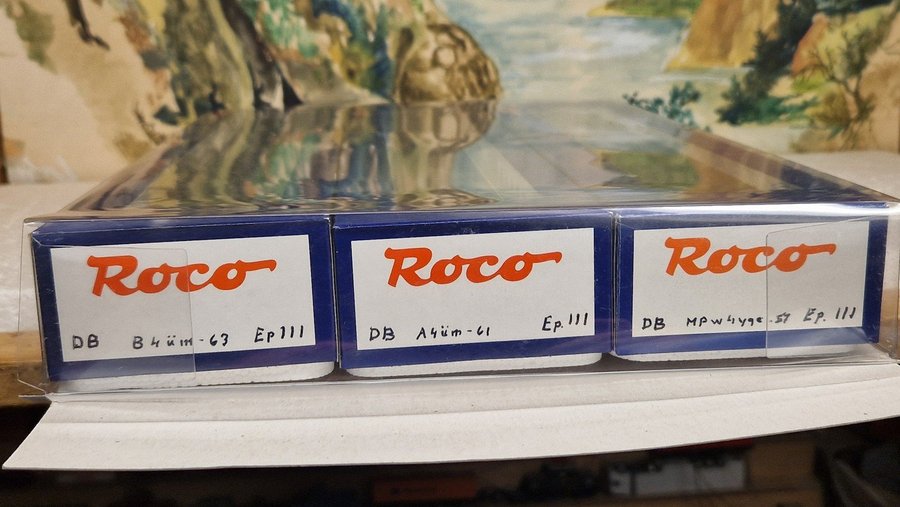 Roco
DB B4üm-63 Ep III
Roco
DB A4üm-61 Ep. III
Roco
DB MPw4yge-57 Ep. III